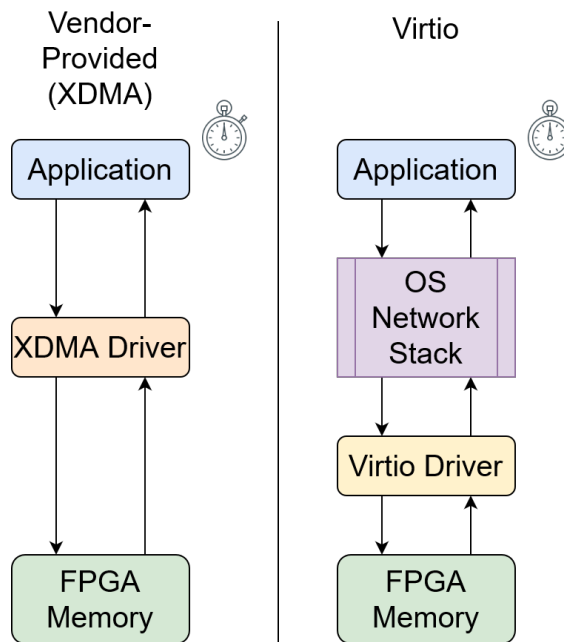 Vendor-
Provided
(XDMA)
Application
XDMA Driver
FPGA
Memory
Virtio
Application
OS
Network
Stack
Virtio Driver
FPGA
Memory